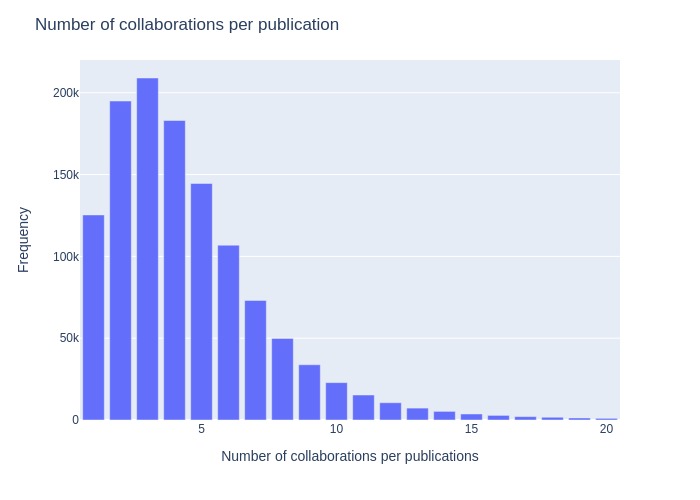 Number of collaborations per publication
Frequency
200k
150k
100k
50k
0
5
10
15
20
Number of collaborations per publications